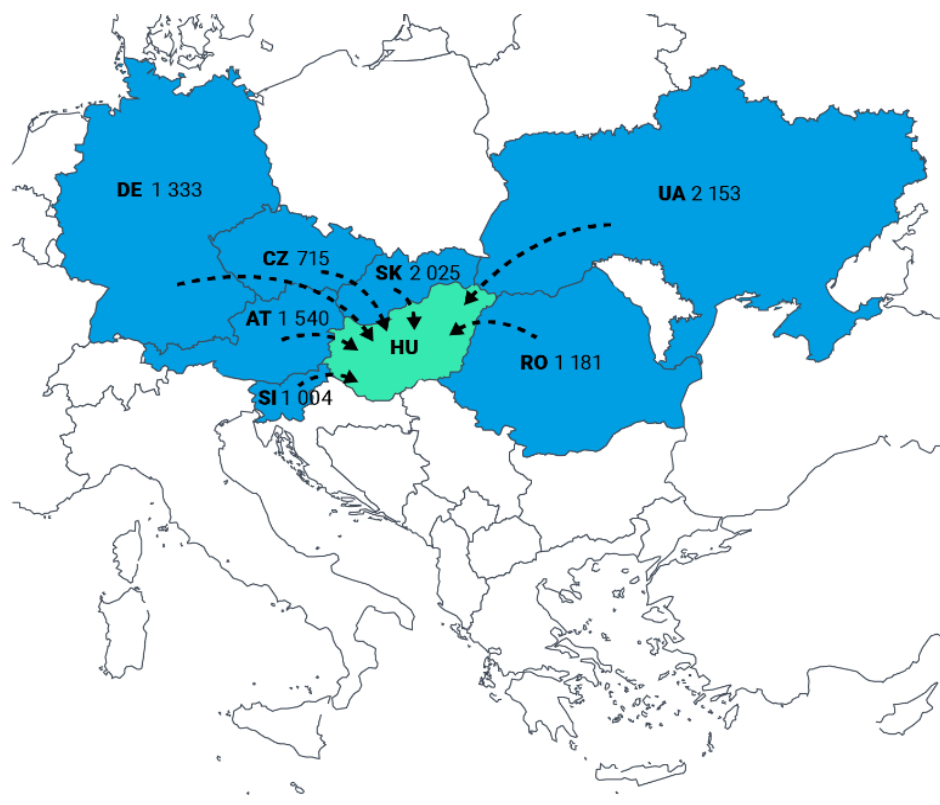 DE 1 333
UA 2 153
CZ 715
SK 2 025
AT 1 540
HU
RO 1 181
SI 1 004